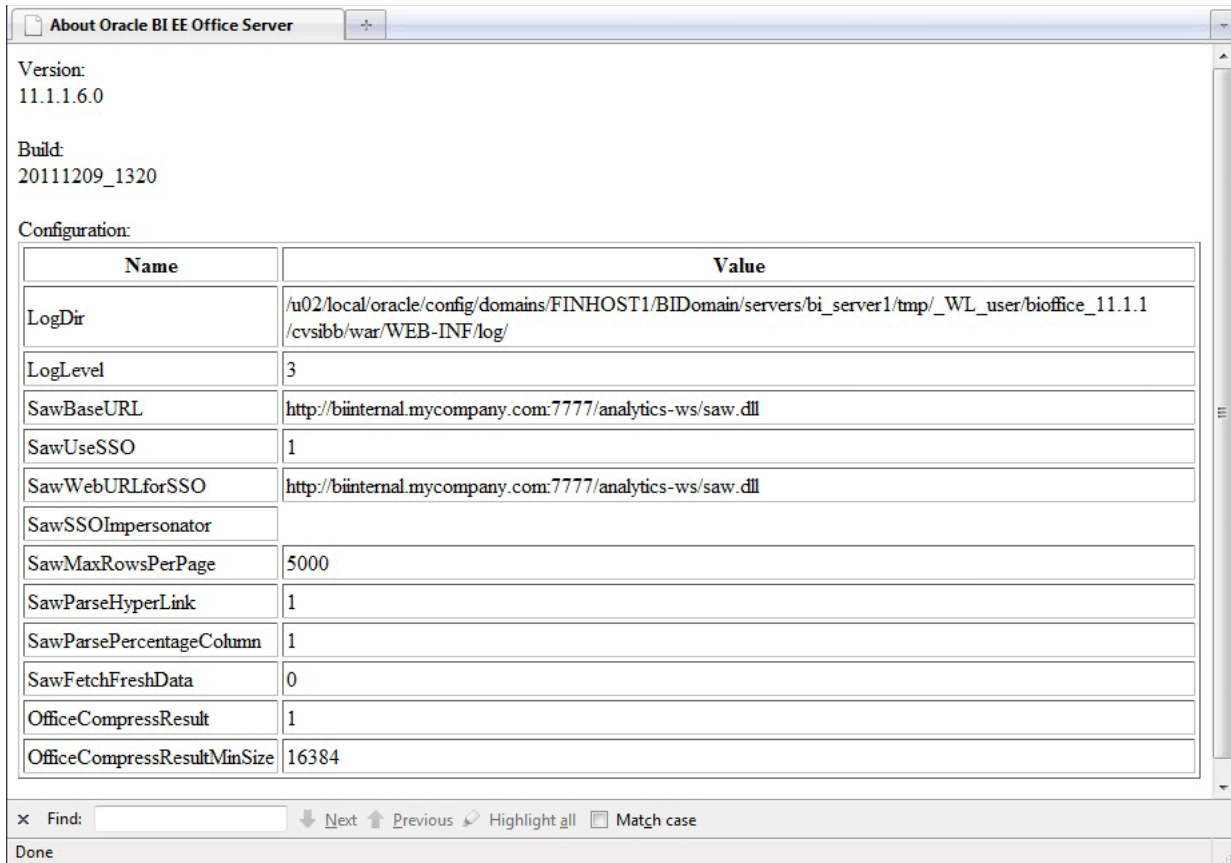 About Oracle BI EE Office Server
Version:
11.1.1.6.0
Build:
20111209_1320
Configuration:
Name Value
LogDir /u02/local/oracle/config/domains/FINHOST1/BIDomain/servers/bi_server1/tmp/_WL_user/bioffice_11.1.1
/cvsibb/war/WEB-INF/log/
LogLevel 3
SawBaseURL http://biinternal.mycompany.com:7777/analytics-ws/saw.dll
SawUseSSO 1
SawWebURLforSSO http://biinternal.mycompany.com:7777/analytics-ws/saw.dll
SawSSOImpersonator
SawMaxRowsPerPage 5000
SawParseHyperLink 1
SawParsePercentageColumn 1
SawFetchFreshData 0
OfficeCompressResult 1
OfficeCompressResultMinSize 16384
× Find: Next Previous Highlight all Match case
Done